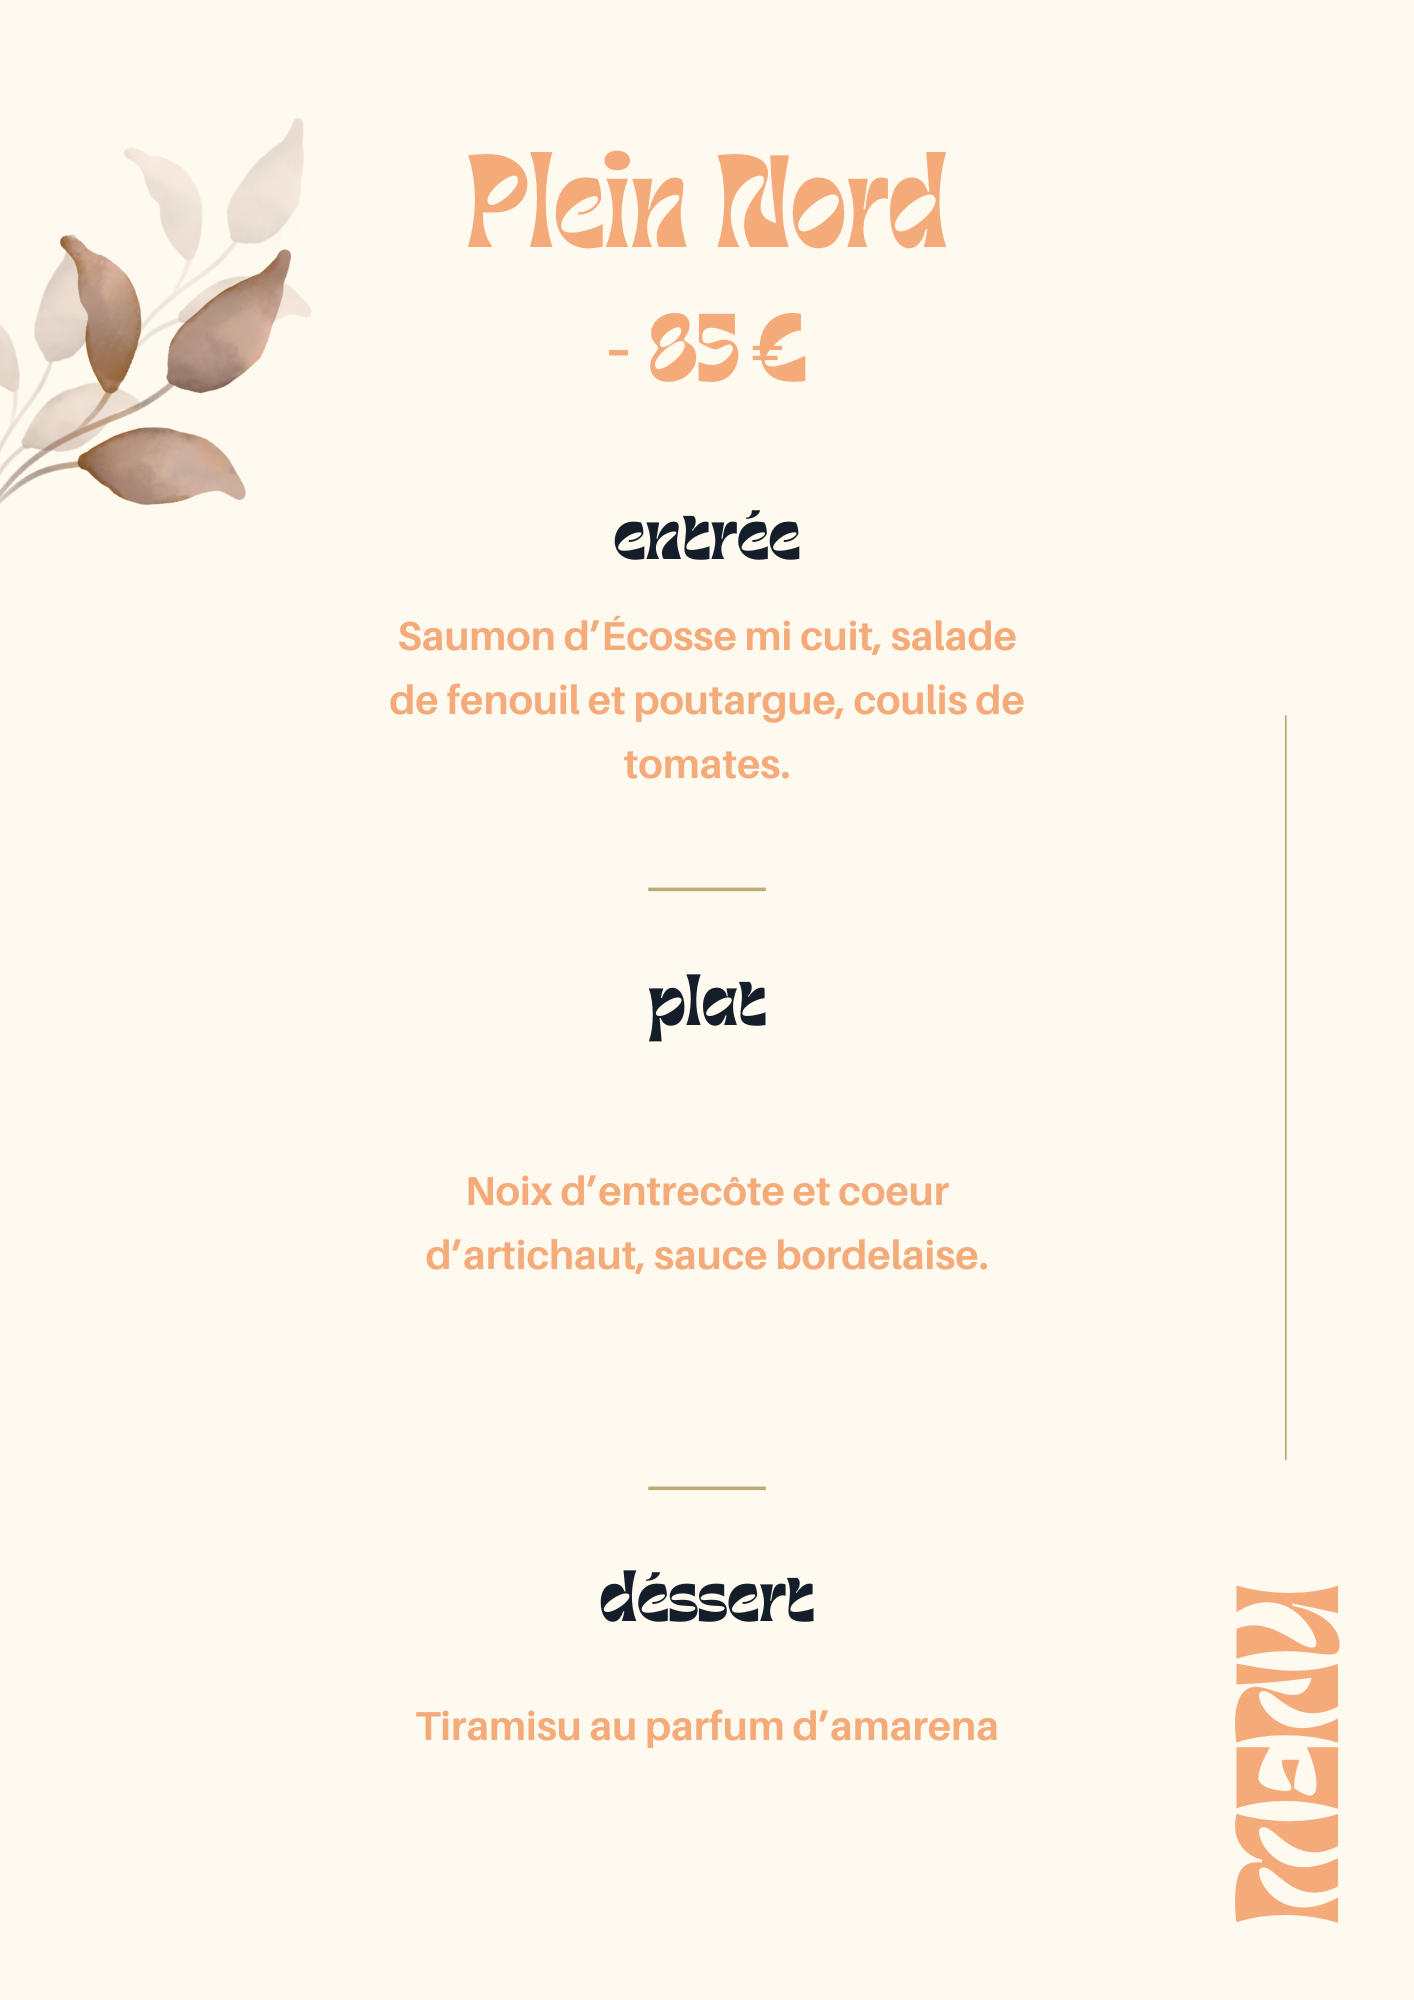 Plein Nord
- 85 €
entrée
Saumon d’Écosse mi cuit, salade
de fenouil et poutargue, coulis de
tomates.
plat
Noix d’entrecôte et coeur
d’artichaut, sauce bordelaise.
déssert
Tiramisu au parfum d’amarena
MENU